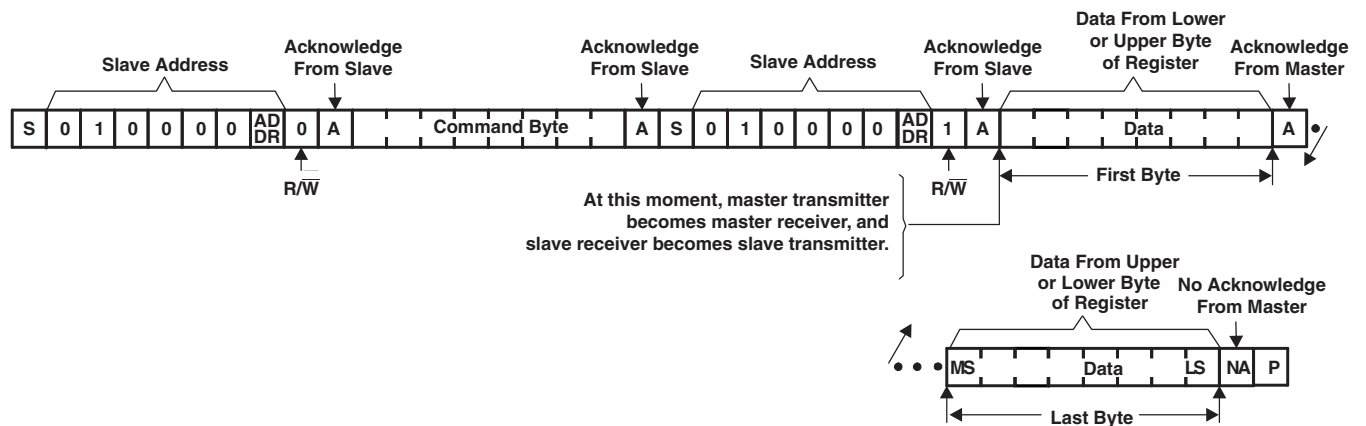 Slave Address
Acknowledge
From Slave
Acknowledge
From Slave
Slave Address
Acknowledge
From Slave
Data From Lower
or Upper Byte
of Register
Acknowledge
From Master
S 0 1 0 0 0 0 AD DR 0 A Command Byte A S 0 1 0 0 0 0 AD DR 1 A Data A
R/W̅
R/W̅
First Byte
At this moment, master transmitter
becomes master receiver, and
slave receiver becomes slave transmitter.
Data From Upper
or Lower Byte
of Register
No Acknowledge
From Master
MS Data LS NA P
Last Byte